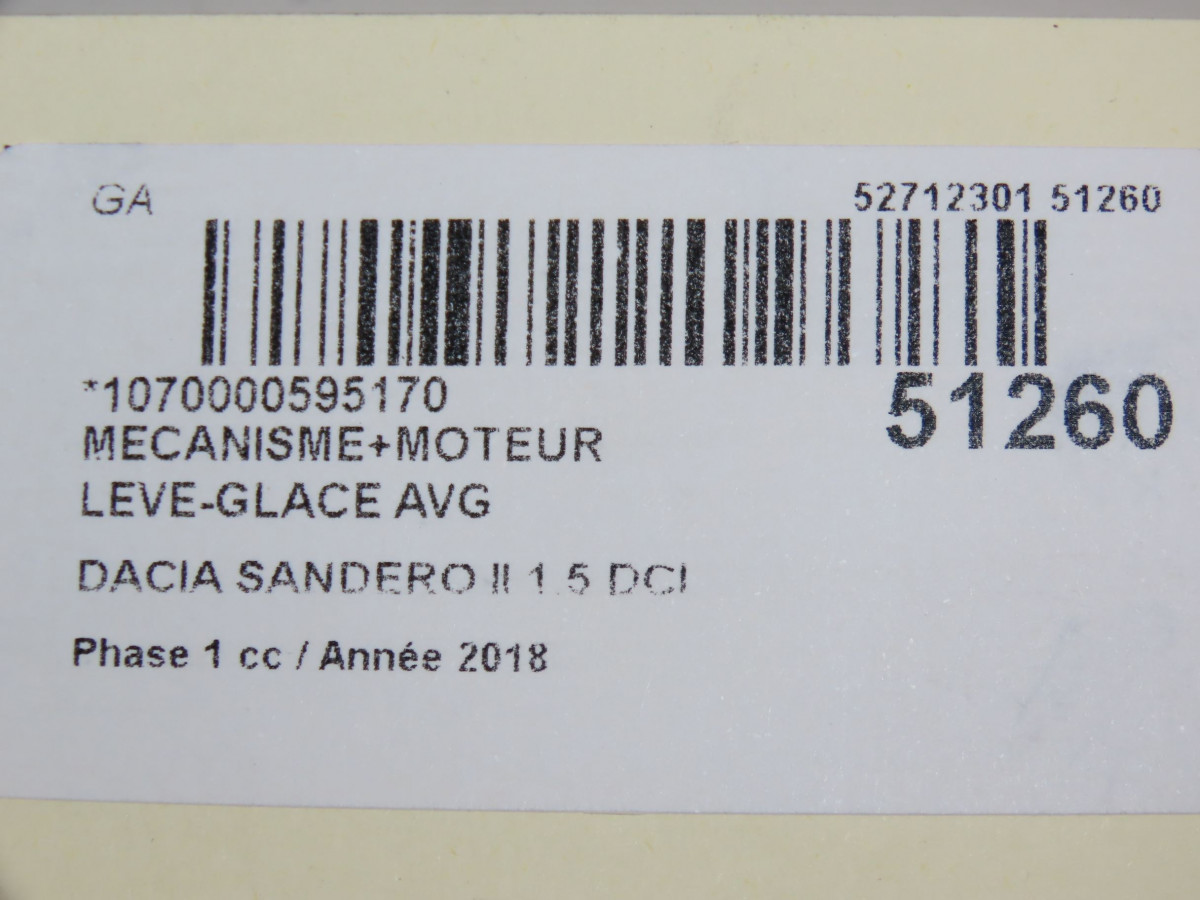 GA
52712301 51260
*1070000595170
51260
MECANISME+MOTEUR
LEVE-GLACE AVG
DACIA SANDERO II 1.5 DCI
Phase 1 cc / Année 2018